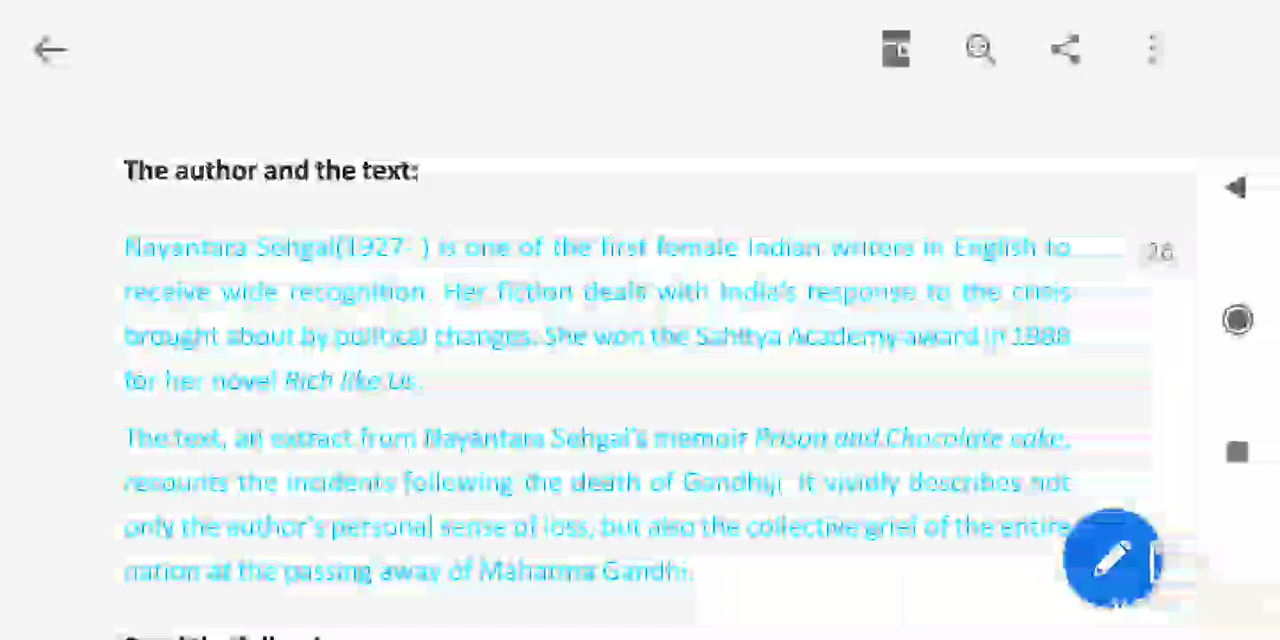 The author and the text:
Nayantara Sehgal(1927- ) is one of the first female Indian writers in English to
26
receive wide recognition. Her fiction deals with India's response to the crisis
brought about by political changes. She won the Sahitya Academy award in 1988
for her novel Rich like Us.
The text, an extract from Nayantara Sehgal's memoir Prison and Chocolate cake,
recounts the incidents following the death of Gandhiji. It vividly describes not
only the author's personal sense of loss, but also the collective grief of the entire
nation at the passing away of Mahatma Gandhi.